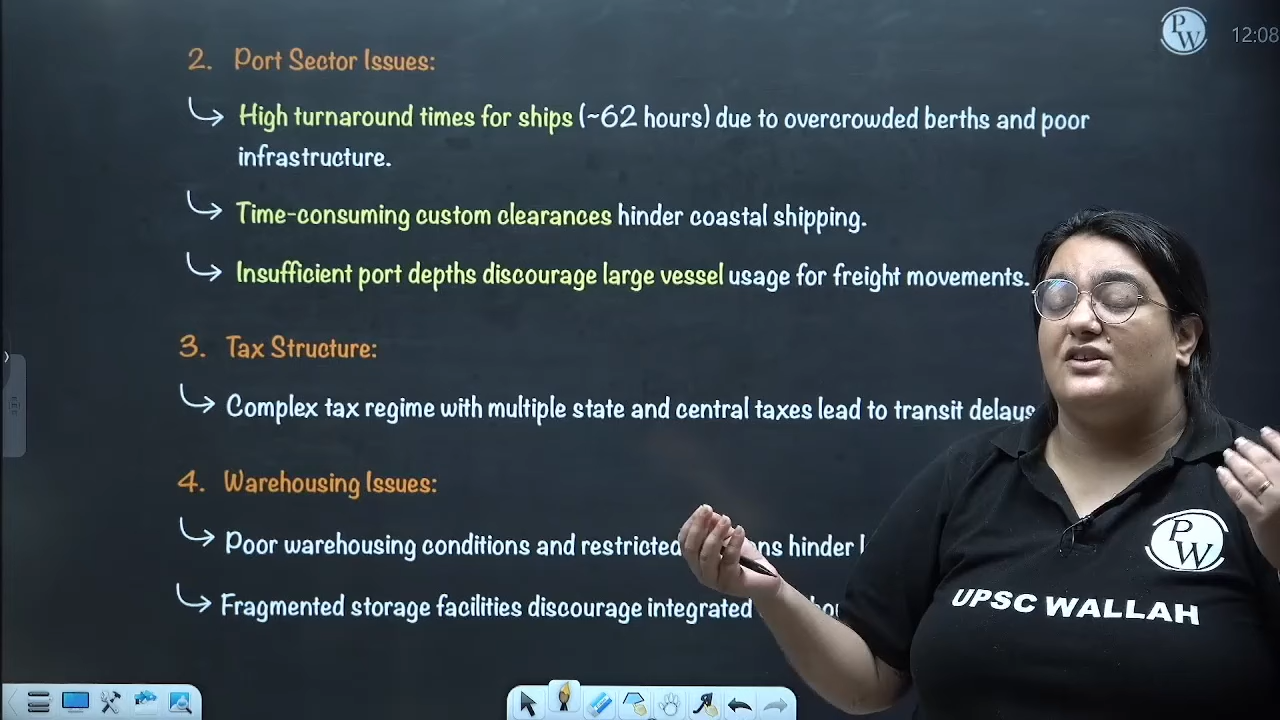 PW
12:08
2. Port Sector Issues:
High turnaround times for ships (~62 hours) due to overcrowded berths and poor
infrastructure.
Time-consuming custom clearances hinder coastal shipping.
Insufficient port depths discourage large vessel usage for freight movements.
3. Tax Structure:
Complex tax regime with multiple state and central taxes lead to transit delays
4. Warehousing Issues:
Poor warehousing conditions and restricted hinder
Fragmented storage facilities discourage integrated
PW
UPSC WALLAH